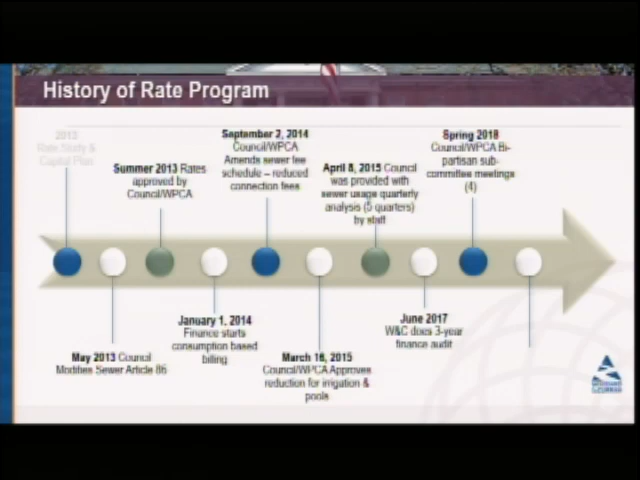 History of Rate Program
2013
Rate Study &
Capital Plan
Summer 2013 Rates
approved by
Council/WPCA
September 2, 2014
Council/WPCA
Amends sewer fee
schedule – reduced
connection fees
April 8, 2015 Council
was provided with
sewer usage quarterly
analysis (5 quarters)
by staff
Spring 2018
Council/WPCA Bi-
partisan sub-
committee meetings
(4)
May 2013 Council
Modifies Sewer Article 86
January 1, 2014
Finance starts
consumption based
billing
March 16, 2015
Council/WPCA Approves
reduction for irrigation &
pools
June 2017
W&C does 3-year
finance audit